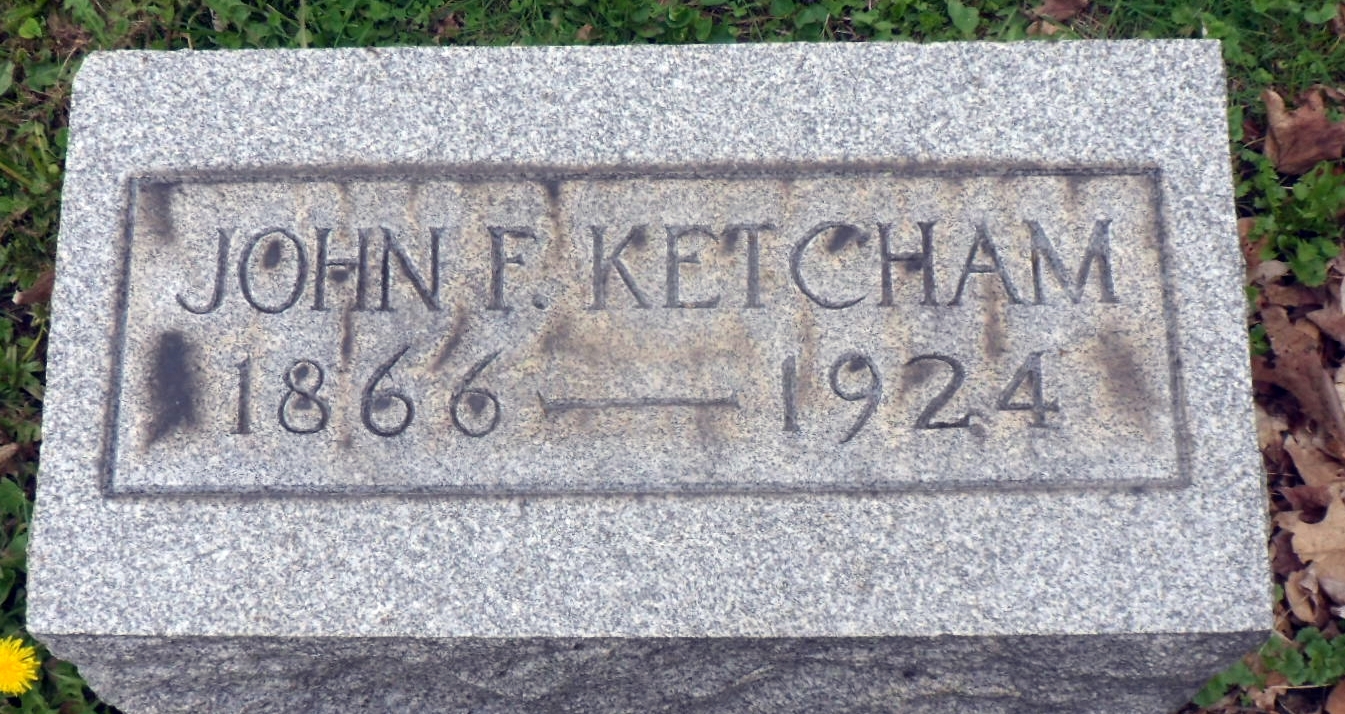 JOHN F. KETCHAM
1866 — 1924